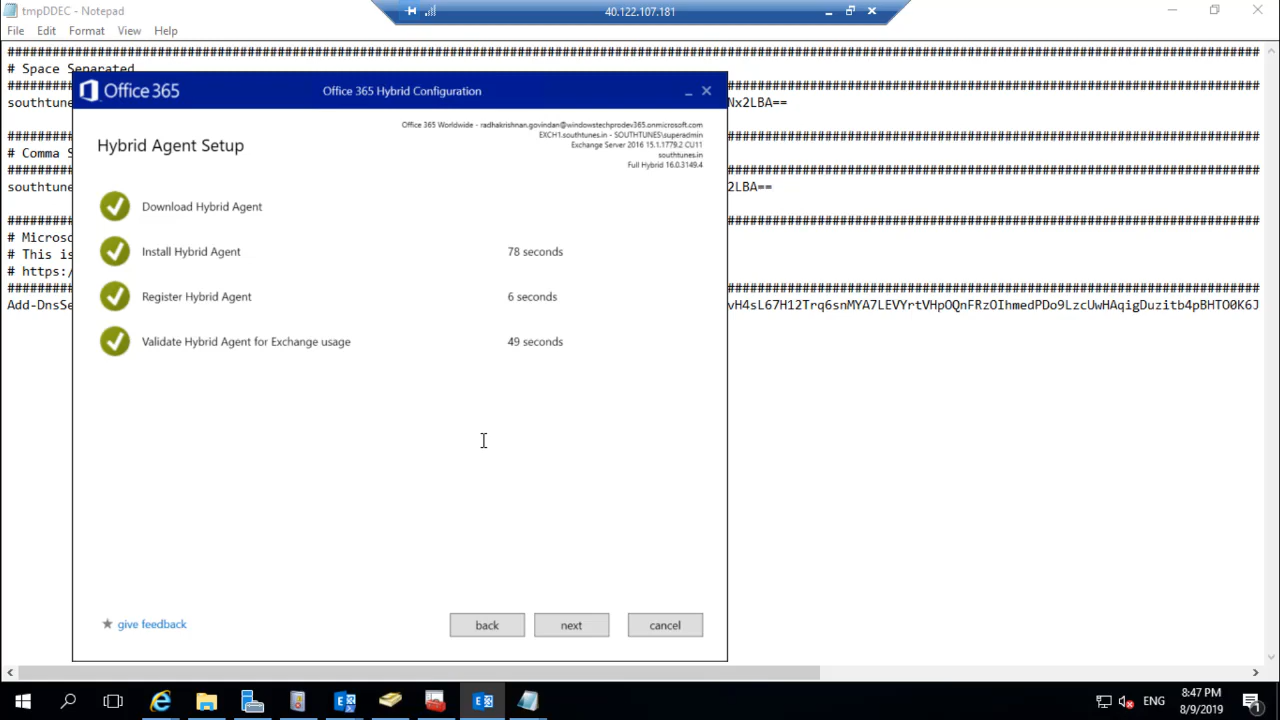 tmpDDEC - Notepad
40.122.107.181
File Edit Format View Help
# Space Separated
southtune
Nx2LBA==
# Comma S
southtune
2LBA==
# Micros
# This is
# https:/
Add-DnsSe
vH4sL67H12Trq6snMYA7LEVYrtVHpOQnFRzOIhmedPDo9LzcUwHAqigDuzitb4pBHTO0K6J
Office 365
Office 365 Hybrid Configuration
Office 365 Worldwide - radhakrishnan.govindan@windowstechprodev365.onmicrosoft.com
EXCH1.southtunes.in - SOUTHTUNES\superadmin
Exchange Server 2016 15.1.1779.2 CU11
southtunes.in
Full Hybrid 16.0.3149.4
Hybrid Agent Setup
Download Hybrid Agent
Install Hybrid Agent 78 seconds
Register Hybrid Agent 6 seconds
Validate Hybrid Agent for Exchange usage 49 seconds
give feedback
back next cancel
ENG
8:47 PM
8/9/2019
1